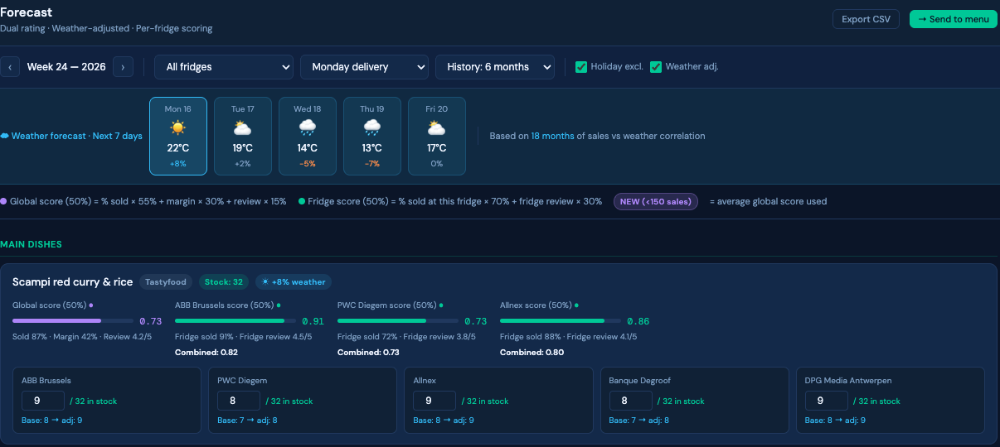 Forecast
Dual rating · Weather-adjusted · Per-fridge scoring
Export CSV
→ Send to menu
‹ Week 24 — 2026 ›
All fridges
Monday delivery
History: 6 months
Holiday excl.
Weather adj.
Weather forecast · Next 7 days
Mon 16
22°C
+8%
Tue 17
19°C
+2%
Wed 18
14°C
-5%
Thu 19
13°C
-7%
Fri 20
17°C
0%
Based on 18 months of sales vs weather correlation
Global score (50%) = % sold × 55% + margin × 30% + review × 15%
Fridge score (50%) = % sold at this fridge × 70% + fridge review × 30%
NEW (<150 sales)
= average global score used
MAIN DISHES
Scampi red curry & rice
Tastyfood
Stock: 32
+8% weather
Global score (50%)
0.73
Sold 87% · Margin 42% · Review 4.2/5
ABB Brussels score (50%)
0.91
Fridge sold 91% · Fridge review 4.5/5
Combined: 0.82
PWC Diegem score (50%)
0.73
Fridge sold 72% · Fridge review 3.8/5
Combined: 0.73
Allnex score (50%)
0.86
Fridge sold 88% · Fridge review 4.1/5
Combined: 0.80
ABB Brussels
9 / 32 in stock
Base: 8 → adj: 9
PWC Diegem
8 / 32 in stock
Base: 7 → adj: 8
Allnex
9 / 32 in stock
Base: 8 → adj: 9
Banque Degroof
8 / 32 in stock
Base: 7 → adj: 8
DPG Media Antwerpen
9 / 32 in stock
Base: 8 → adj: 9